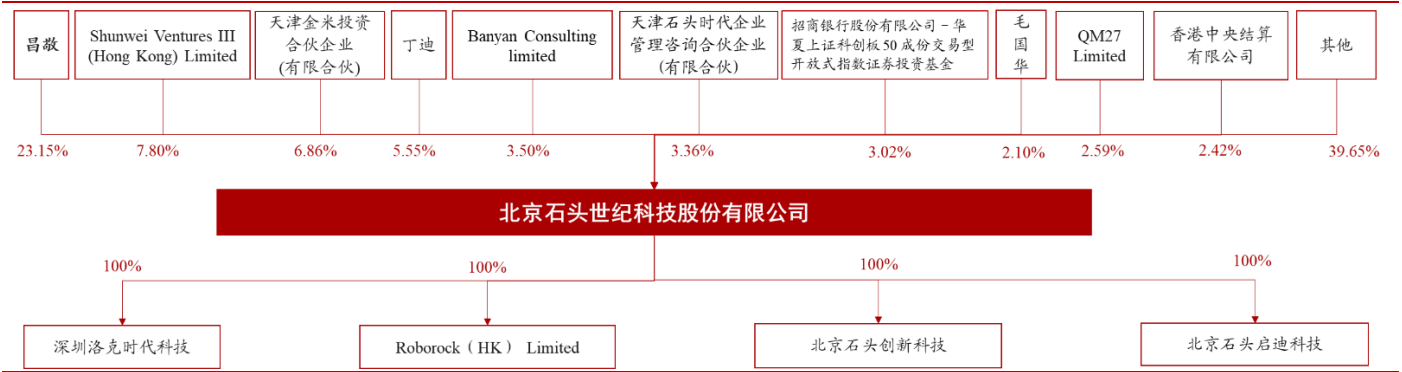 昌敬
Shunwei Ventures III
(Hong Kong) Limited
天津金米投资
合伙企业
(有限合伙)
丁迪
Banyan Consulting
limited
天津石头时代企业
管理咨询合伙企业
(有限合伙)
招商银行股份有限公司－华
夏上证科创板 50 成份交易型
开放式指数证券投资基金
毛
国
华
QM27
Limited
香港中央结算
有限公司
其他
23.15%
7.80%
6.86%
5.55%
3.50%
3.36%
3.02%
2.10%
2.59%
2.42%
39.65%
北京石头世纪科技股份有限公司
100%
100%
100%
100%
深圳洛克时代科技
Roborock（HK） Limited
北京石头创新科技
北京石头启迪科技